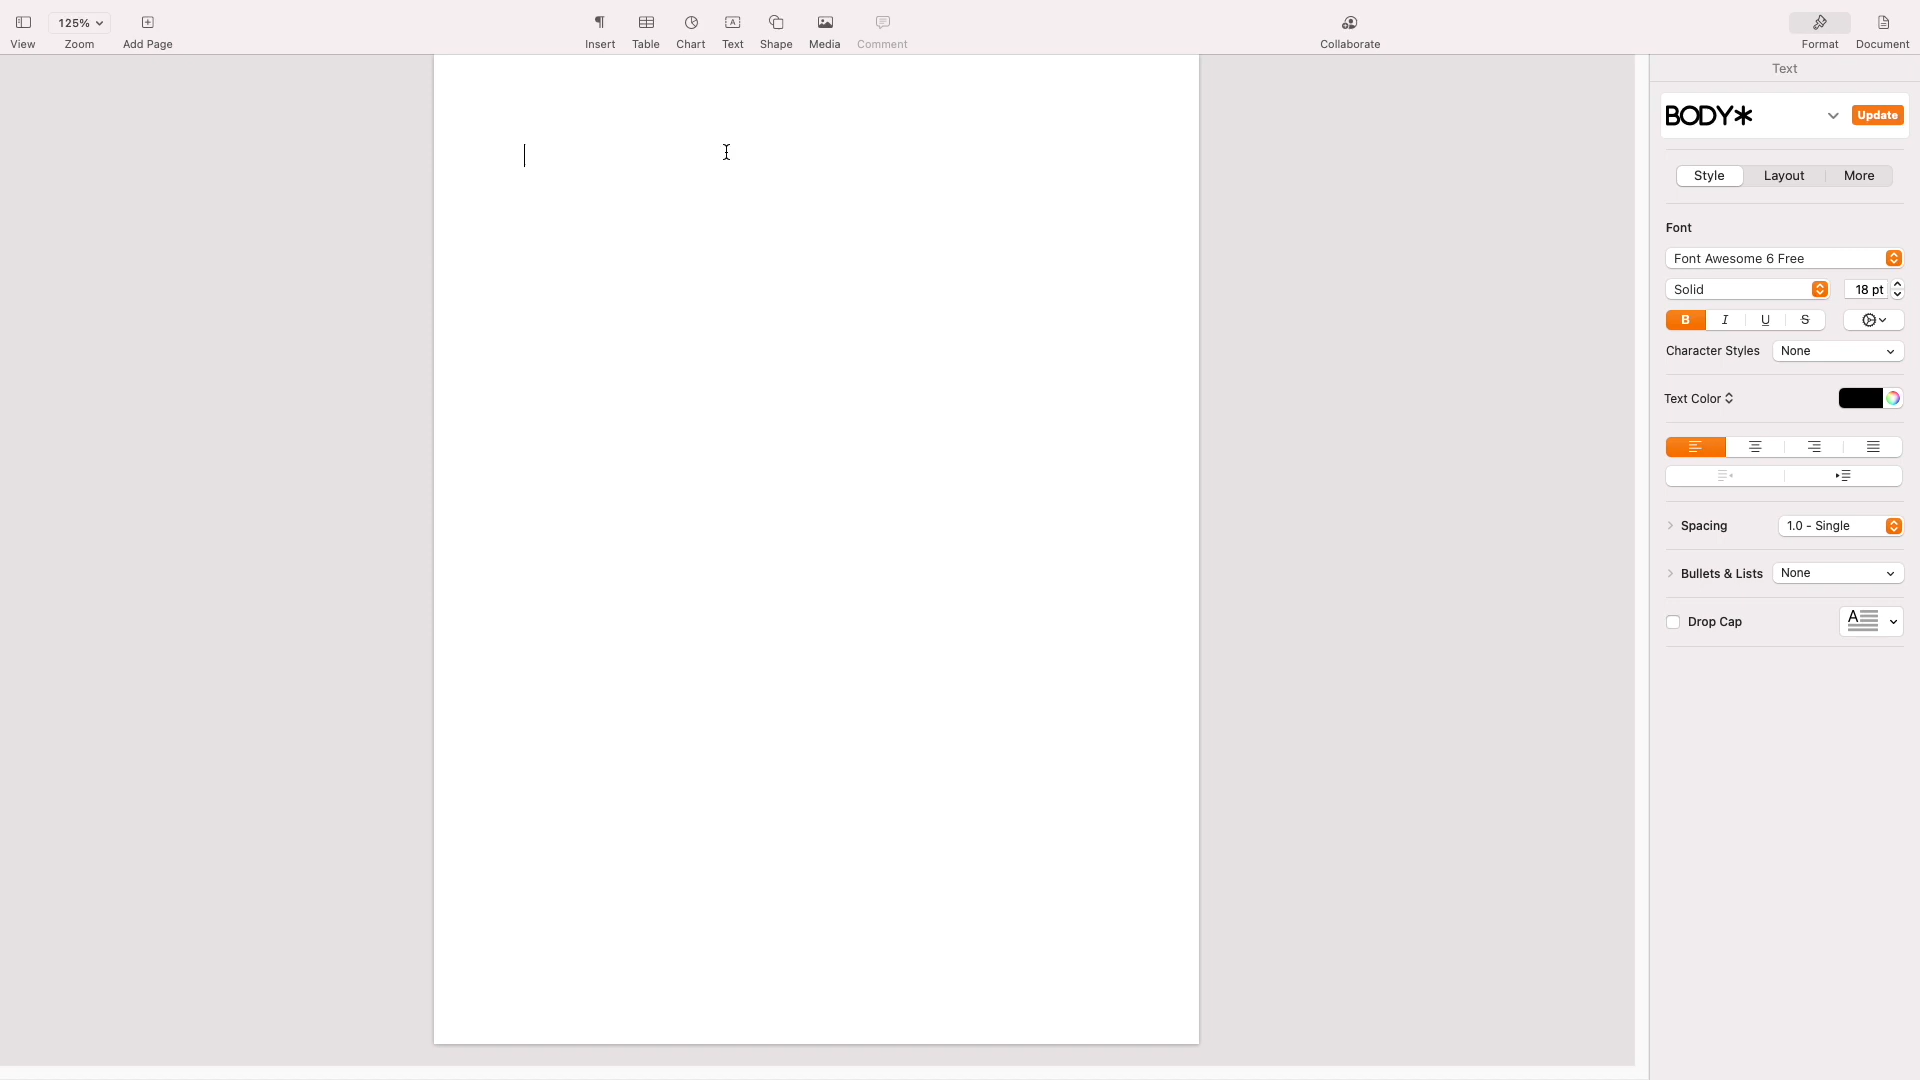 125%
View
Zoom
Add Page
Insert
Table
Chart
A
Text
Shape
Media
Comment
Collaborate
Format
Document
Text
BODY*
Update
Style
Layout
More
Font
Font Awesome 6 Free
Solid
18 pt
B
I
U
S
Character Styles
None
Text Color
Spacing
1.0 - Single
Bullets & Lists
None
Drop Cap
A